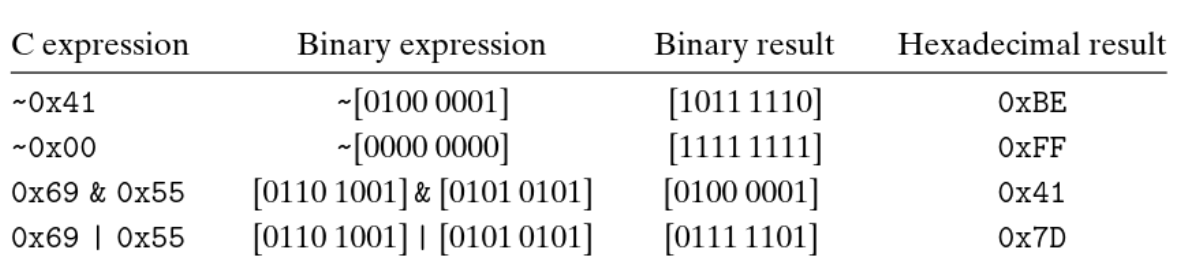 C expression Binary expression Binary result Hexadecimal result
~0x41 ~[0100 0001] [1011 1110] 0xBE
~0x00 ~[0000 0000] [1111 1111] 0xFF
0x69 & 0x55 [0110 1001] & [0101 0101] [0100 0001] 0x41
0x69 | 0x55 [0110 1001] | [0101 0101] [0111 1101] 0x7D